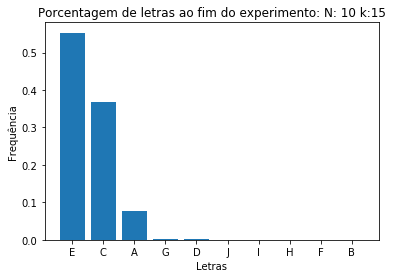 Porcentagem de letras ao fim do experimento: N: 10 k:15
0.5
0.4
0.3
0.2
0.1
0.0
Frequência
E C A G D J I H F B
Letras